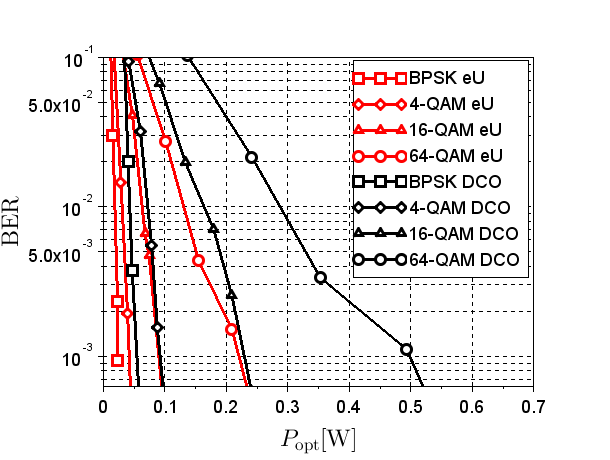 10^-1
5.0x10^-2
10^-2
5.0x10^-3
10^-3
BER
BPSK eU
4-QAM eU
16-QAM eU
64-QAM eU
BPSK DCO
4-QAM DCO
16-QAM DCO
64-QAM DCO
0 0.1 0.2 0.3 0.4 0.5 0.6 0.7
P_opt[W]